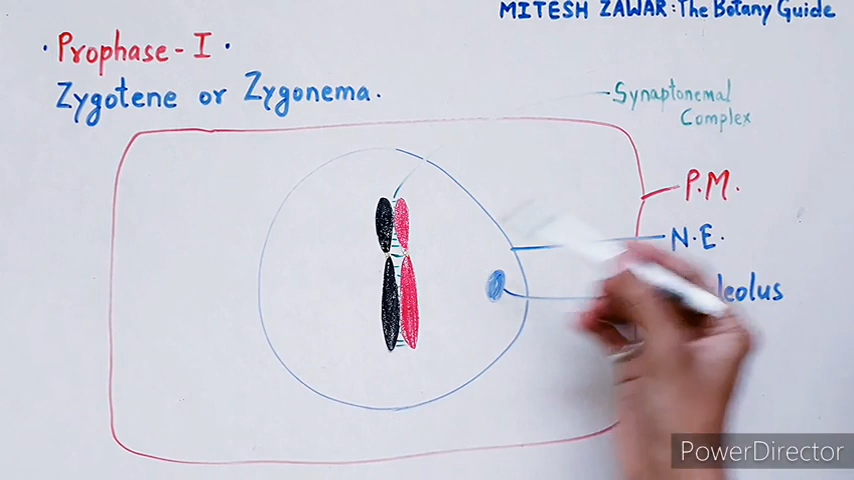 MITESH ZAWAR: The Botany Guide
• Prophase - I •
Zygotene or Zygonema.
Synaptonemal
Complex
P.M.
N.E.
PowerDirector